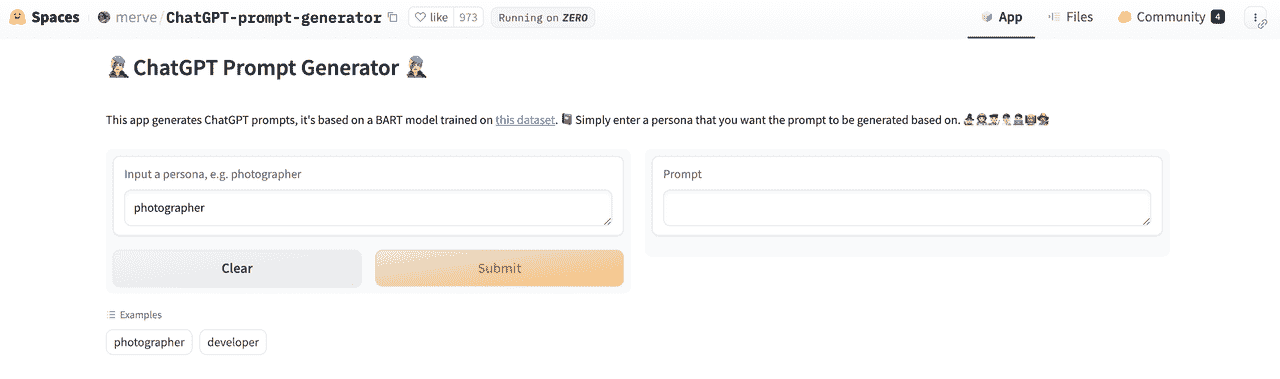 Spaces merve/ChatGPT-prompt-generator like 973 Running on ZERO App Files Community 4
ChatGPT Prompt Generator
This app generates ChatGPT prompts, it's based on a BART model trained on this dataset. Simply enter a persona that you want the prompt to be generated based on.
Input a persona, e.g. photographer
photographer
Prompt
Clear Submit
Examples
photographer developer